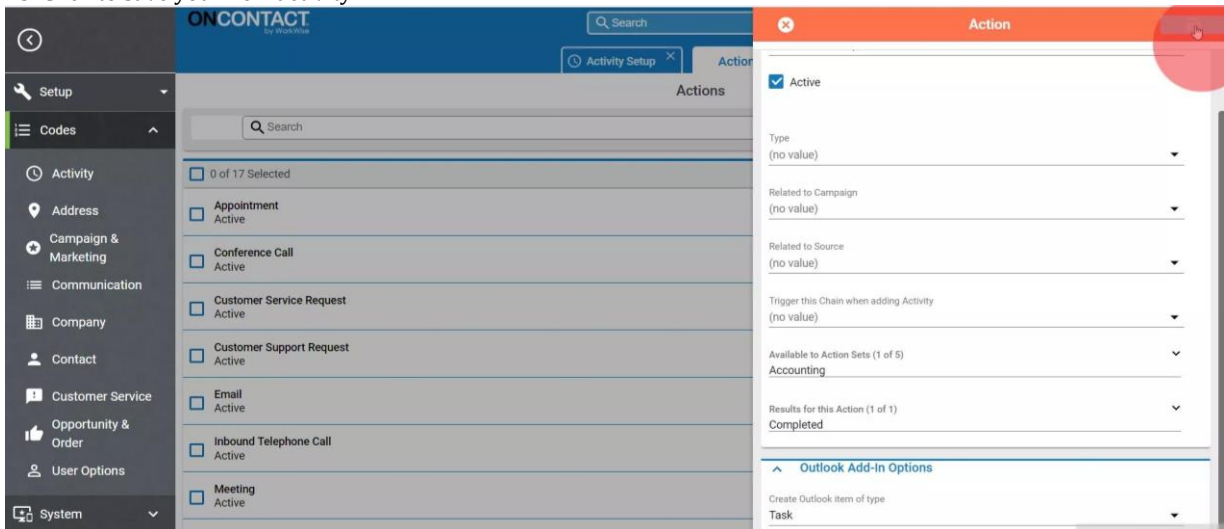 ONCONTACT
by WorkWise
Search
Action
Activity Setup
Action
Actions
Setup
Codes
Activity
Address
Campaign &
Marketing
Communication
Company
Contact
Customer Service
Opportunity &
Order
User Options
System
Search
0 of 17 Selected
Appointment
Active
Conference Call
Active
Customer Service Request
Active
Customer Support Request
Active
Email
Active
Inbound Telephone Call
Active
Meeting
Active
Active
Type
(no value)
Related to Campaign
(no value)
Related to Source
(no value)
Trigger this Chain when adding Activity
(no value)
Available to Action Sets (1 of 5)
Accounting
Results for this Action (1 of 1)
Completed
Outlook Add-In Options
Create Outlook item of type
Task